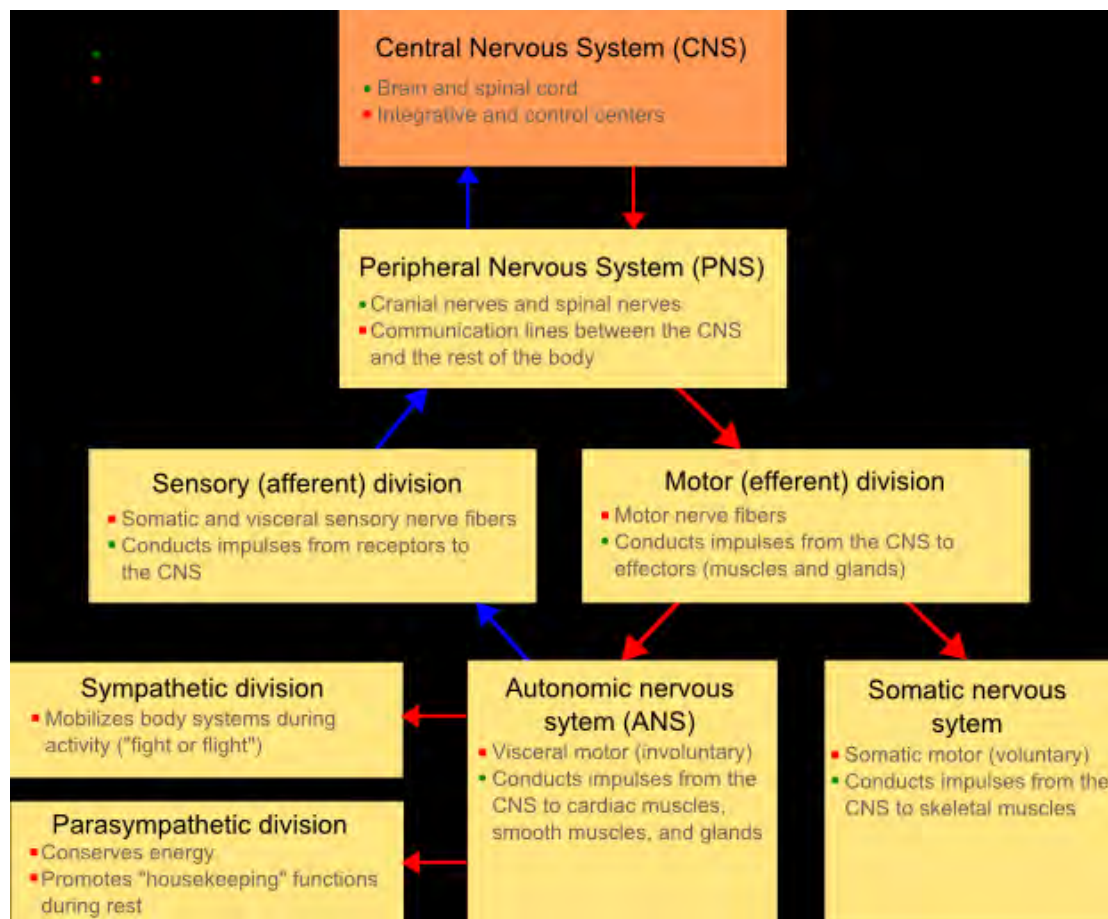 Central Nervous System (CNS)
Brain and spinal cord
Integrative and control centers
Peripheral Nervous System (PNS)
Cranial nerves and spinal nerves
Communication lines between the CNS
and the rest of the body
Sensory (afferent) division
Somatic and visceral sensory nerve fibers
Conducts impulses from receptors to
the CNS
Motor (efferent) division
Motor nerve fibers
Conducts impulses from the CNS to
effectors (muscles and glands)
Sympathetic division
Mobilizes body systems during
activity ("fight or flight")
Autonomic nervous
sytem (ANS)
Visceral motor (involuntary)
Conducts impulses from the
CNS to cardiac muscles,
smooth muscles, and glands
Somatic nervous
sytem
Somatic motor (voluntary)
Conducts impulses from the
CNS to skeletal muscles
Parasympathetic division
Conserves energy
Promotes "housekeeping" functions
during rest